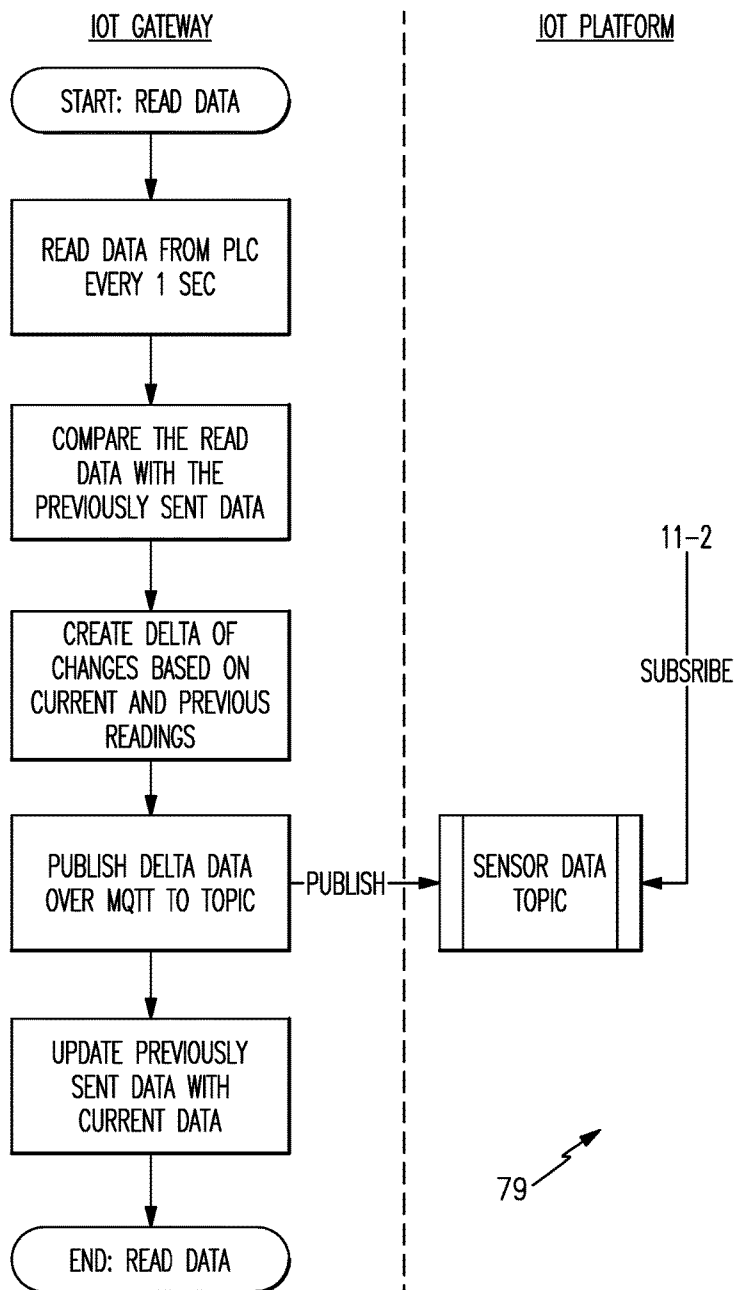 IOT GATEWAY
IOT PLATFORM
START: READ DATA
READ DATA FROM PLC
EVERY 1 SEC
COMPARE THE READ
DATA WITH THE
PREVIOUSLY SENT DATA
11-2
CREATE DELTA OF
CHANGES BASED ON
CURRENT AND PREVIOUS
READINGS
SUBSRIBE
PUBLISH DELTA DATA
OVER MQTT TO TOPIC
PUBLISH
SENSOR DATA
TOPIC
UPDATE PREVIOUSLY
SENT DATA WITH
CURRENT DATA
79
END: READ DATA